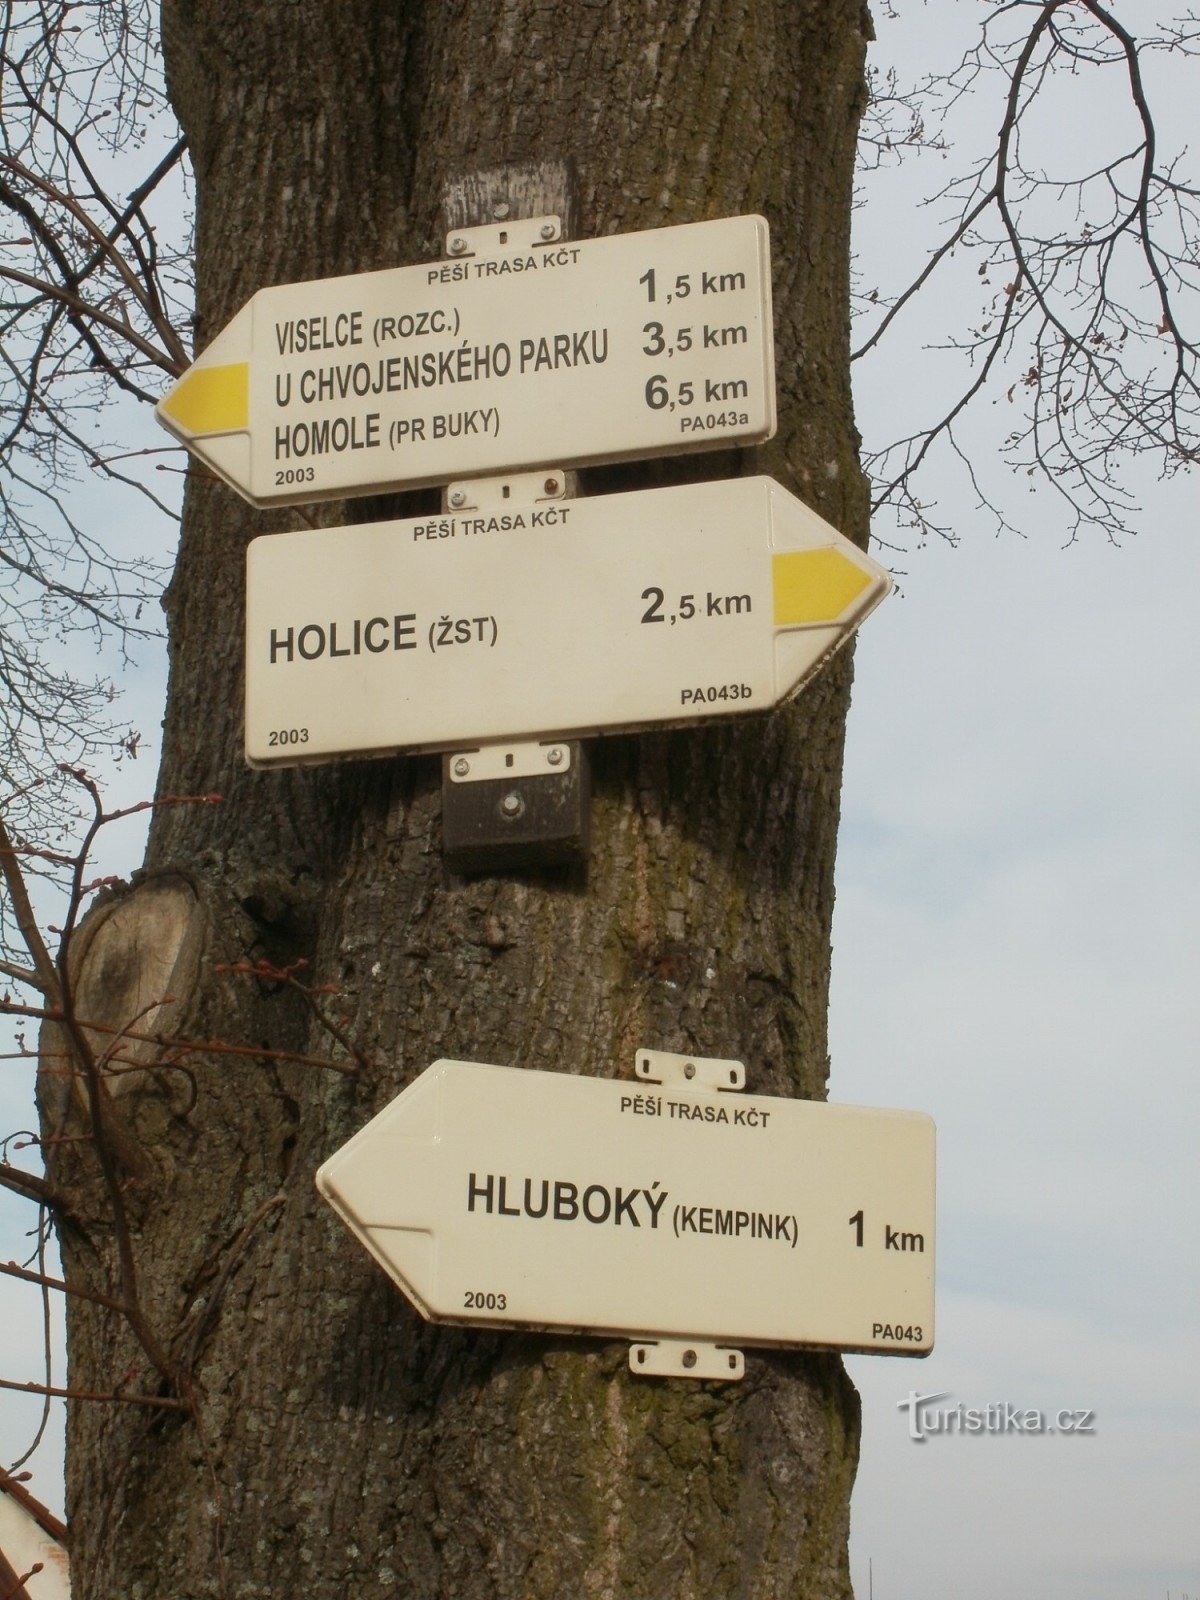 PĚŠÍ TRASA KČT
VISELCE (ROZC.) 1,5 km
U CHVOJENSKÉHO PARKU 3,5 km
HOMOLE (PR BUKY) 6,5 km
2003 PA043a
PĚŠÍ TRASA KČT
HOLICE (ŽST) 2,5 km
2003 PA043b
PĚŠÍ TRASA KČT
HLUBOKÝ (KEMPINK) 1 km
2003 PA043
Turistika.cz